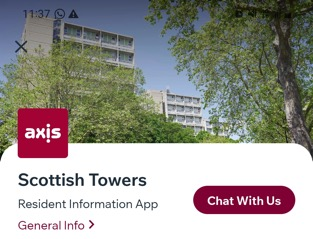 11:37
axis
Scottish Towers
Resident Information App
Chat With Us
General Info